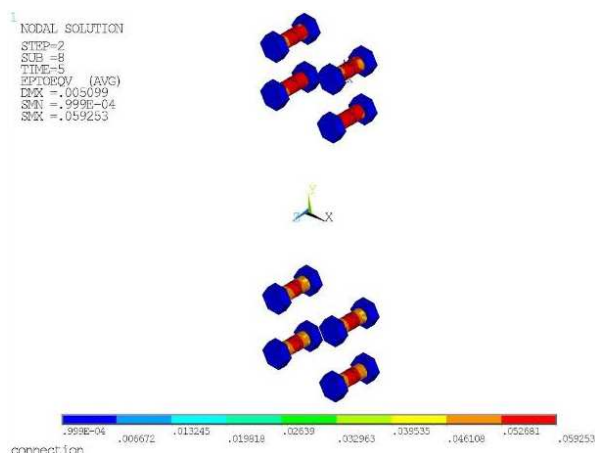 1
NODAL SOLUTION
STEP=2
SUB =8
TIME=5
EPTOEQV (AVG)
DMX =.005099
SMN =.999E-04
SMX =.059253
Y
Z X
.999E-04 .006672 .013245 .019818 .02639 .032963 .039535 .046108 .052681 .059253
connection